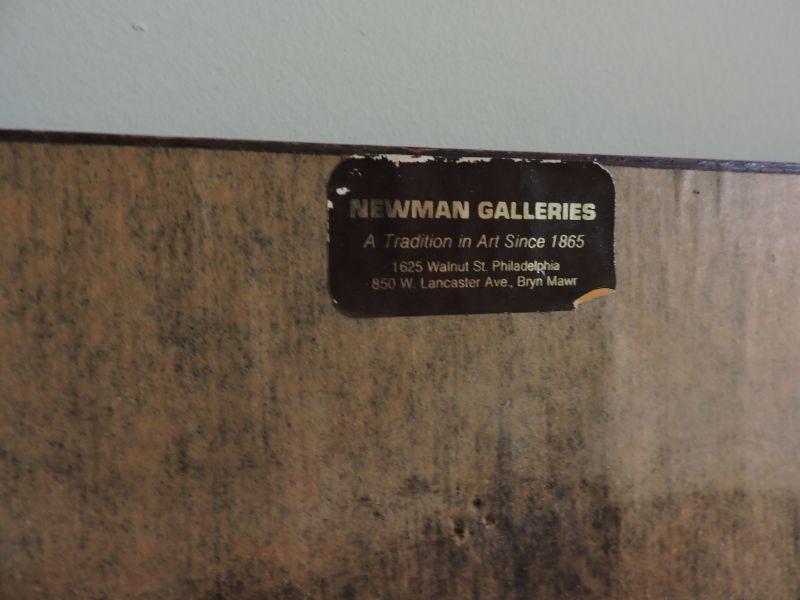 NEWMAN GALLERIES
A Tradition in Art Since 1865
1625 Walnut St. Philadelphia
850 W. Lancaster Ave., Bryn Mawr